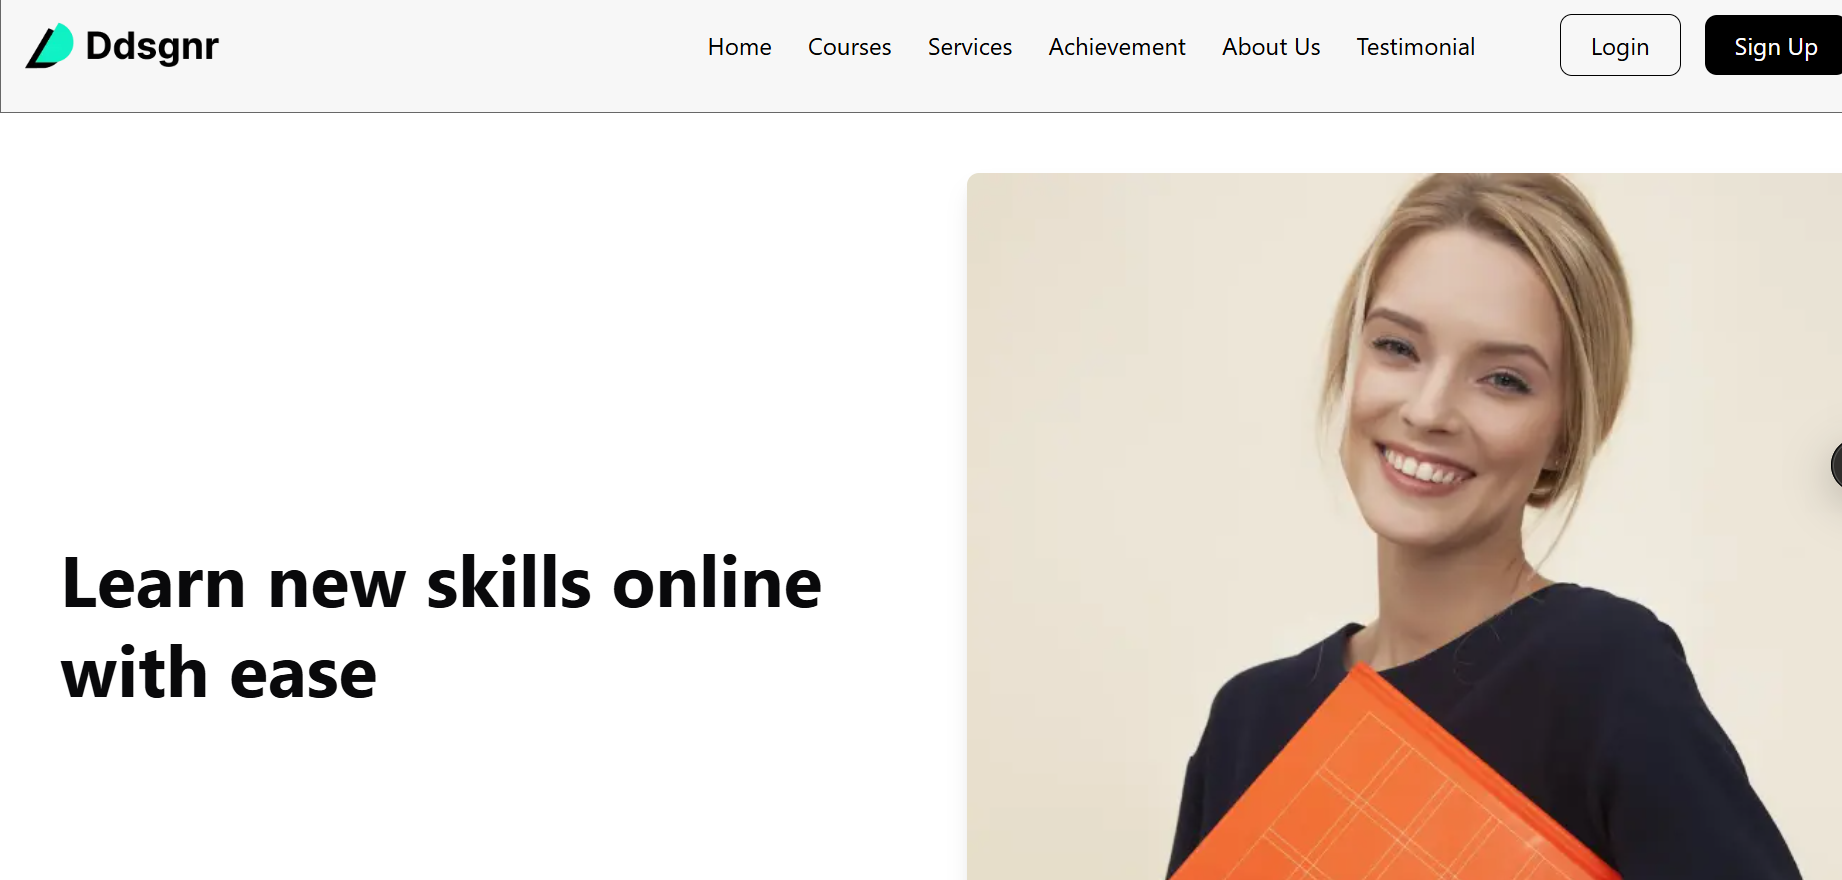 Ddsgnr
Home Courses Services Achievement About Us Testimonial Login Sign Up
Learn new skills online
with ease